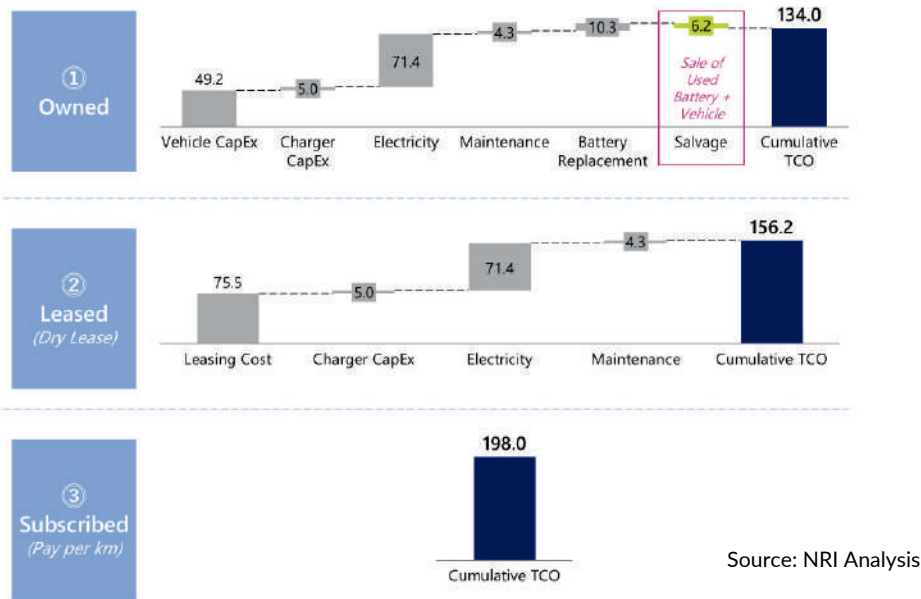 ①
Owned
49.2
5.0
71.4
4.3
10.3
6.2
134.0
Sale of
Used
Battery +
Vehicle
Vehicle CapEx
Charger
CapEx
Electricity
Maintenance
Battery
Replacement
Salvage
Cumulative
TCO
②
Leased
(Dry Lease)
75.5
5.0
71.4
4.3
156.2
Leasing Cost
Charger CapEx
Electricity
Maintenance
Cumulative TCO
③
Subscribed
(Pay per km)
198.0
Cumulative TCO
Source: NRI Analysis